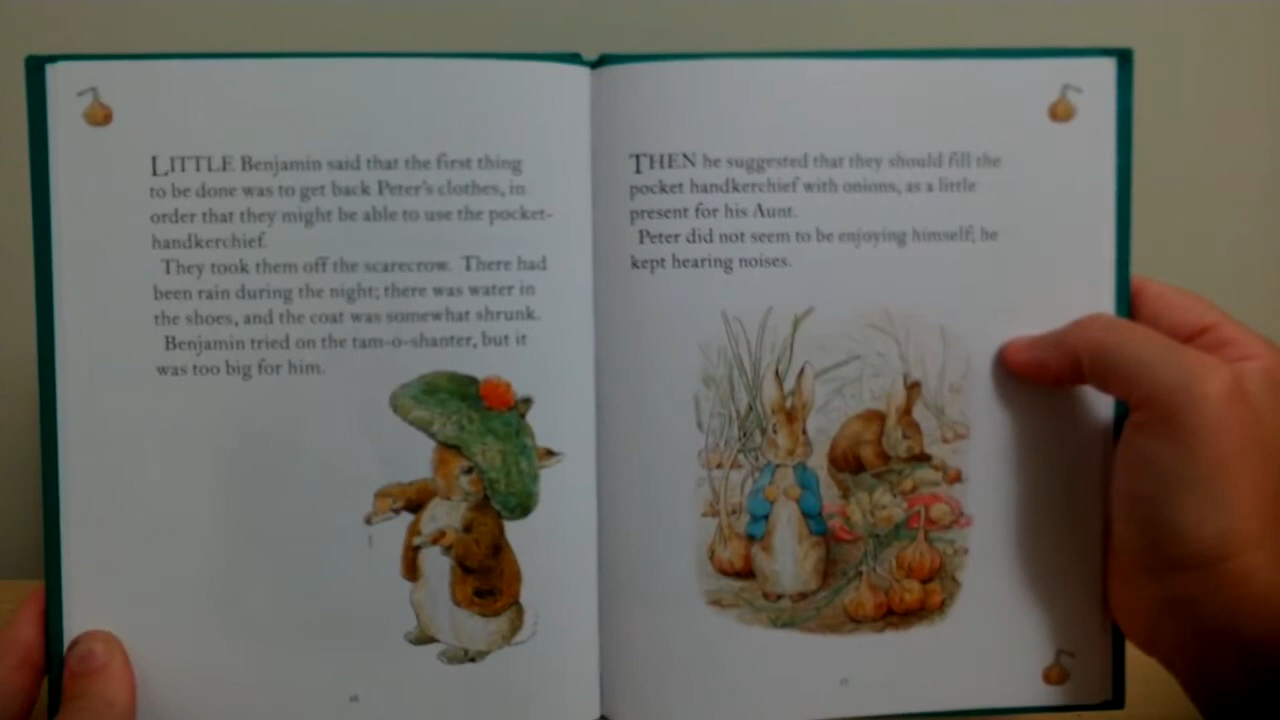 LITTLE Benjamin said that the first thing
to be done was to get back Peter's clothes, in
order that they might be able to use the pocket-
handkerchief.
They took them off the scarecrow. There had
been rain during the night; there was water in
the shoes, and the coat was somewhat shrunk.
Benjamin tried on the tam-o-shanter, but it
was too big for him.
THEN he suggested that they should fill the
pocket handkerchief with onions, as a little
present for his Aunt.
Peter did not seem to be enjoying himself; he
kept hearing noises.